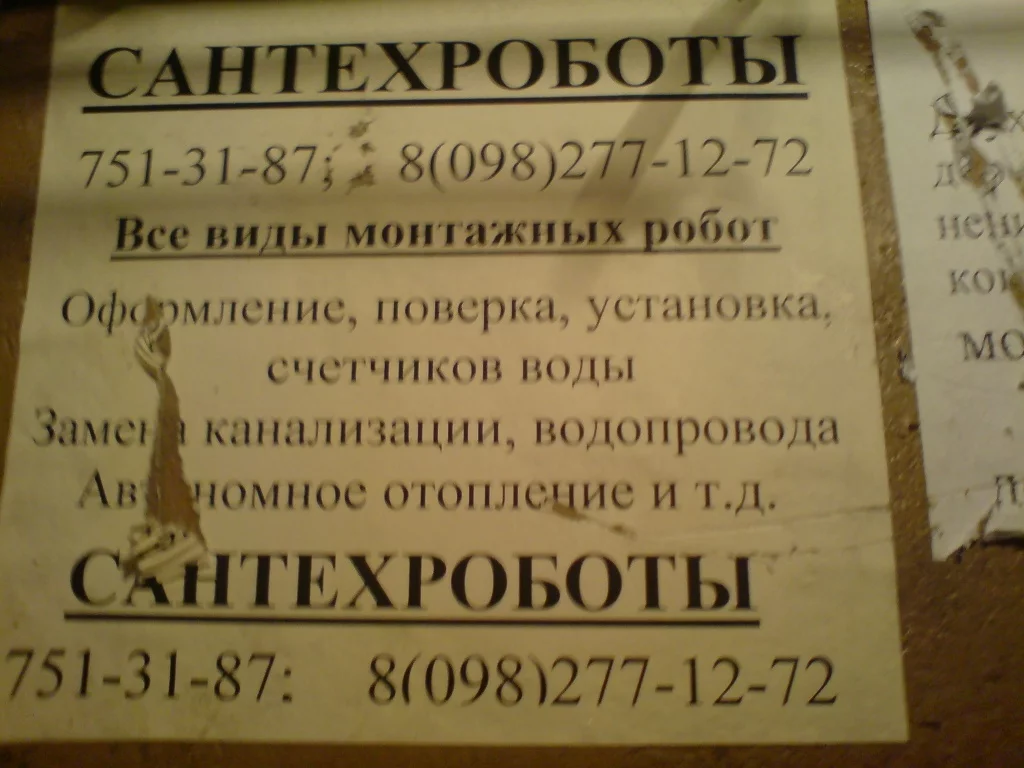 САНТЕХРОБОТЫ
751-31-87; 8(098)277-12-72
Все виды монтажных робот
Оформление, поверка, установка,
счетчиков воды
Замена канализации, водопровода
Автономное отопление и т.д.
САНТЕХРОБОТЫ
751-31-87: 8(098)277-12-72